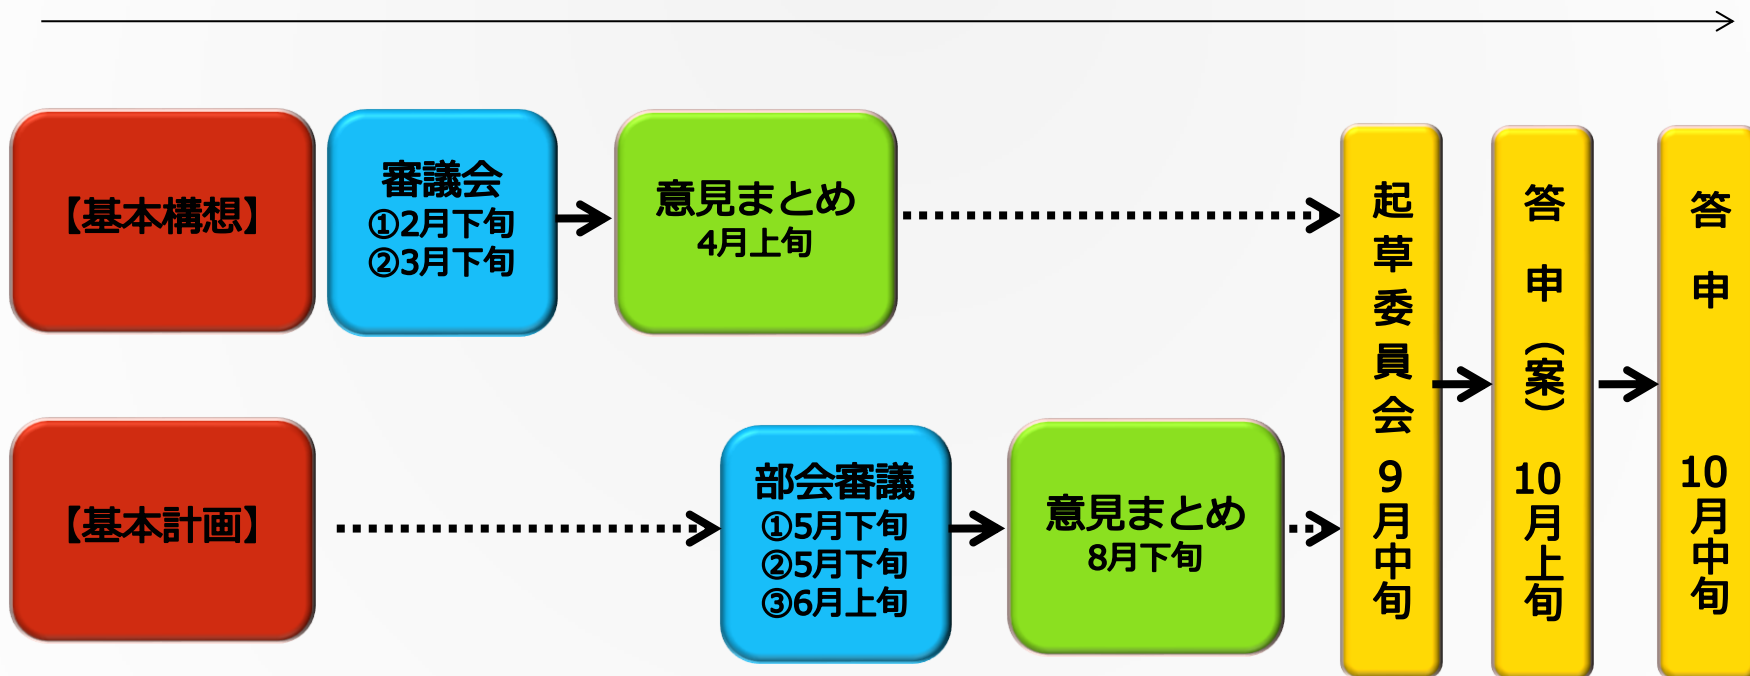 【基本構想】
審議会
①2月下旬
②3月下旬
意見まとめ
4月上旬
【基本計画】
部会審議
①5月下旬
②5月下旬
③6月上旬
意見まとめ
8月下旬
起草委員会 9月中旬
答申（案） 10月上旬
答申 10月中旬